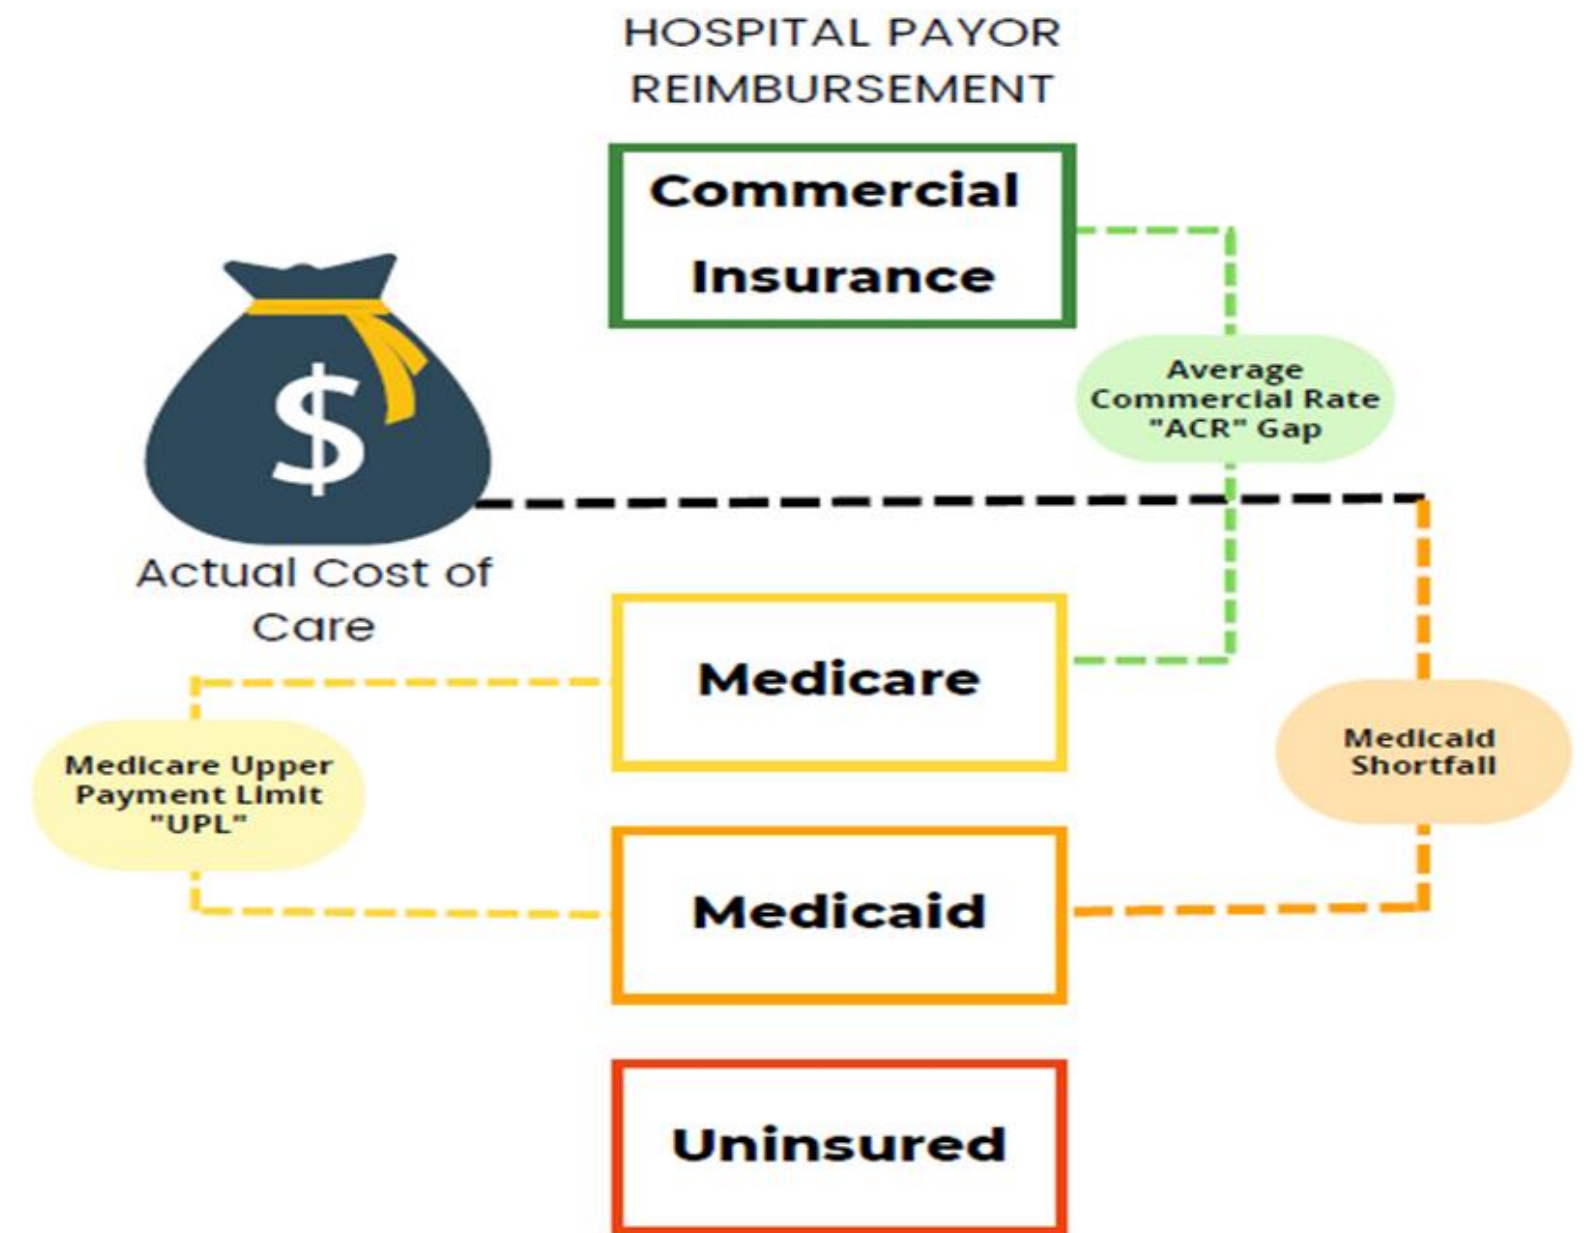 HOSPITAL PAYOR
REIMBURSEMENT
Commercial
Insurance
Average
Commercial Rate
"ACR" Gap
$
Actual Cost of
Care
Medicare
Medicare Upper
Payment Limit
"UPL"
Medicaid
Shortfall
Medicaid
Uninsured